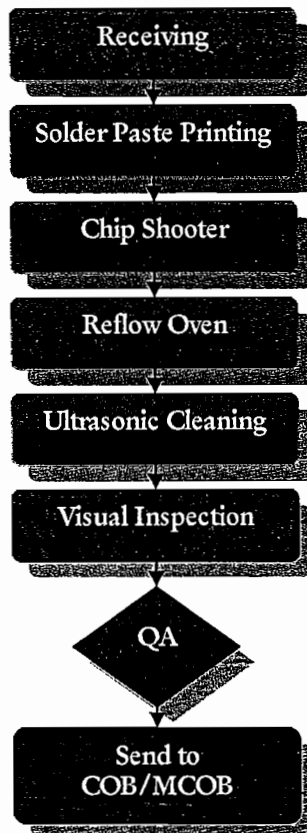 Receiving
Solder Paste Printing
Chip Shooter
Reflow Oven
Ultrasonic Cleaning
Visual Inspection
QA
Send to
COB/MCOB